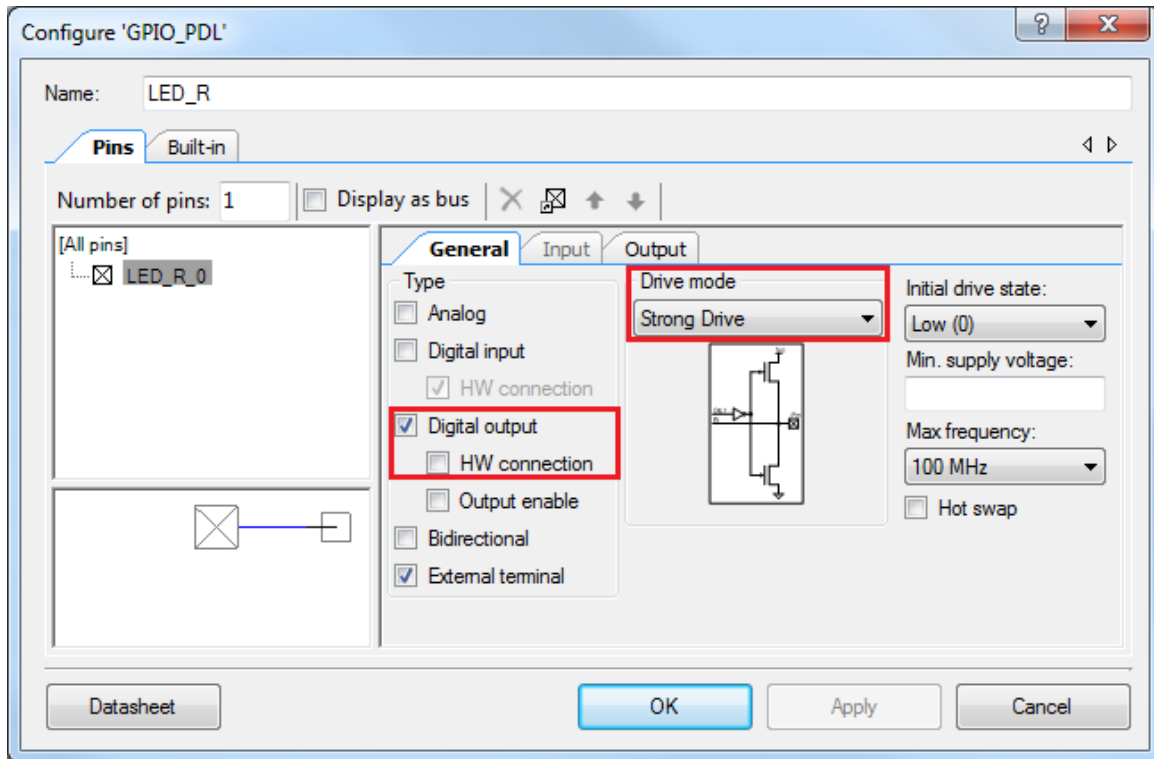 Configure 'GPIO_PDL'
Name: LED_R
Pins Built-in
Number of pins: 1 Display as bus
[All pins]
LED_R_0
General Input Output
Type
Analog
Digital input
HW connection
Digital output
HW connection
Output enable
Bidirectional
External terminal
Drive mode
Strong Drive
Initial drive state:
Low (0)
Min. supply voltage:
Max frequency:
100 MHz
Hot swap
Datasheet OK Apply Cancel